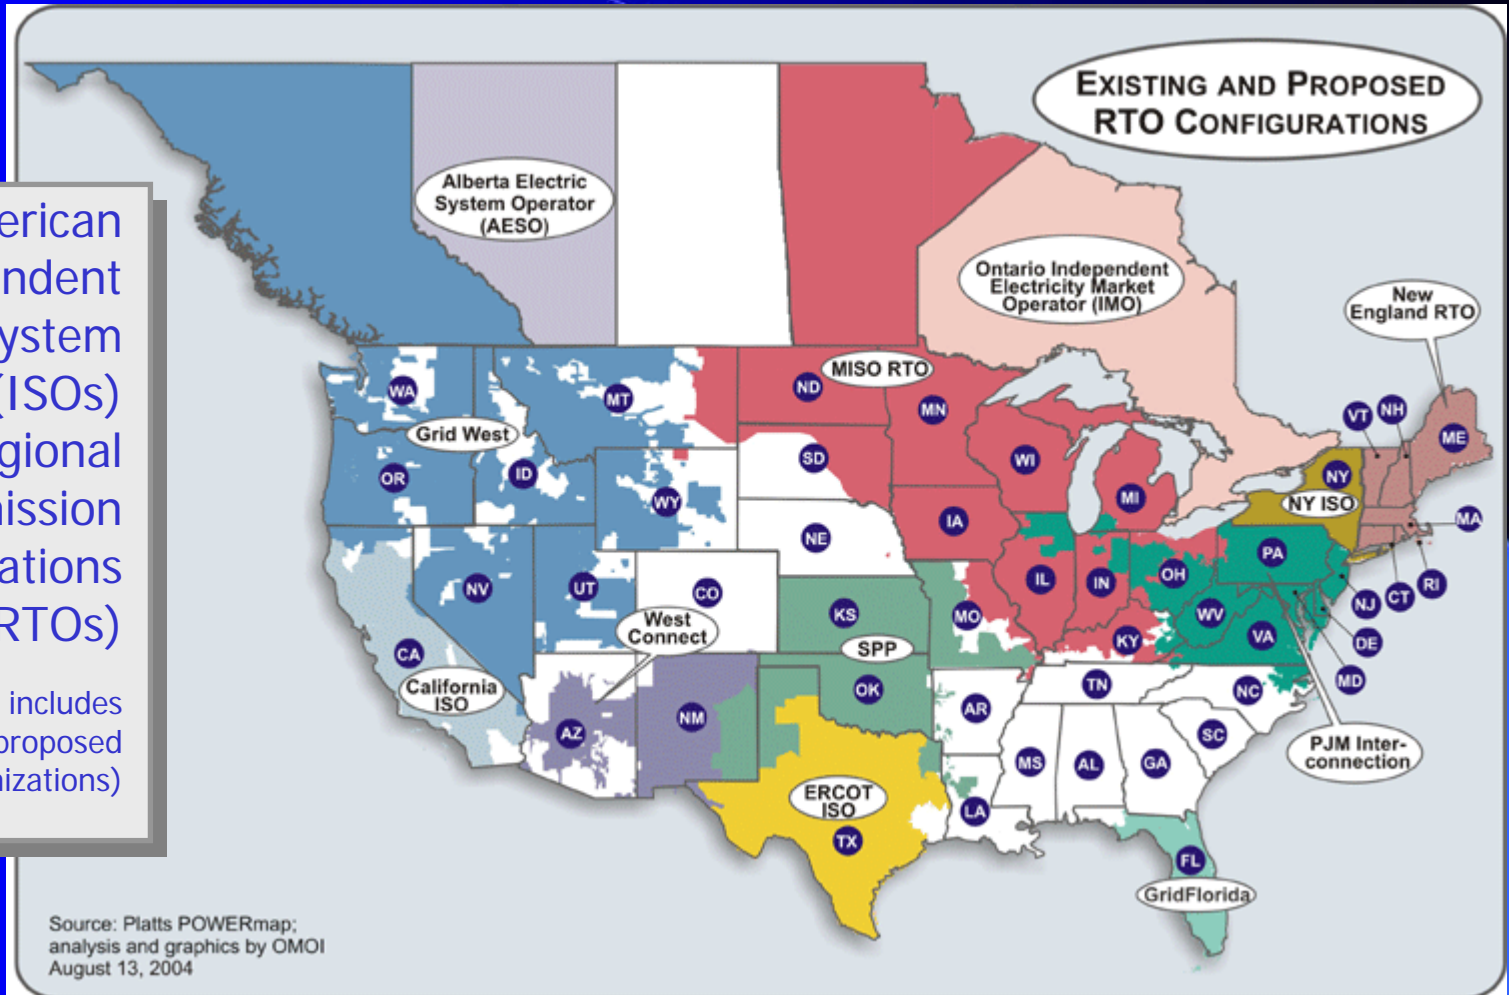 EXISTING AND PROPOSED
RTO CONFIGURATIONS
erican
ndent
ystem
(ISOs)
gional
nission
ations
RTOs)
includes
proposed
nizations)
Alberta Electric
System Operator
(AESO)
Ontario Independent
Electricity Market
Operator (IMO)
New
England RTO
MISO RTO
Grid West
NY ISO
West
Connect
SPP
California
ISO
PJM Inter-
connection
ERCOT
ISO
GridFlorida
WA
MT
ND
MN
VT
NH
ME
OR
ID
WY
SD
WI
MI
NY
MA
NE
IA
PA
NV
UT
CO
KS
MO
IL
IN
OH
WV
VA
KY
NJ
CT
RI
DE
MD
CA
AZ
NM
OK
AR
TN
NC
SC
MS
AL
GA
LA
TX
FL
Source: Platts POWERmap;
analysis and graphics by OMOI
August 13, 2004